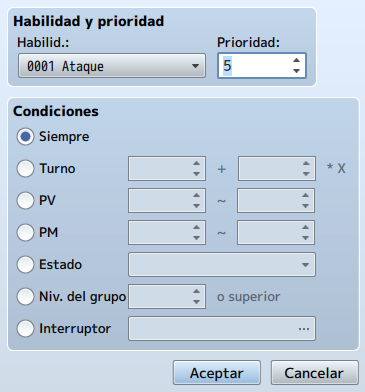 Habilidad y prioridad
Habilid.: Prioridad:
0001 Ataque 5
Condiciones
Siempre
Turno + * X
PV ~
PM ~
Estado
Niv. del grupo o superior
Interruptor ...
Aceptar Cancelar